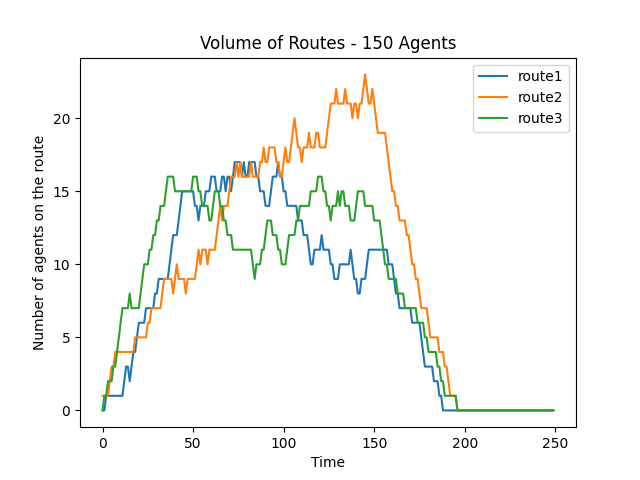 Volume of Routes - 150 Agents
route1
route2
route3
Number of agents on the route
20
15
10
5
0
0
50
100
150
200
250
Time